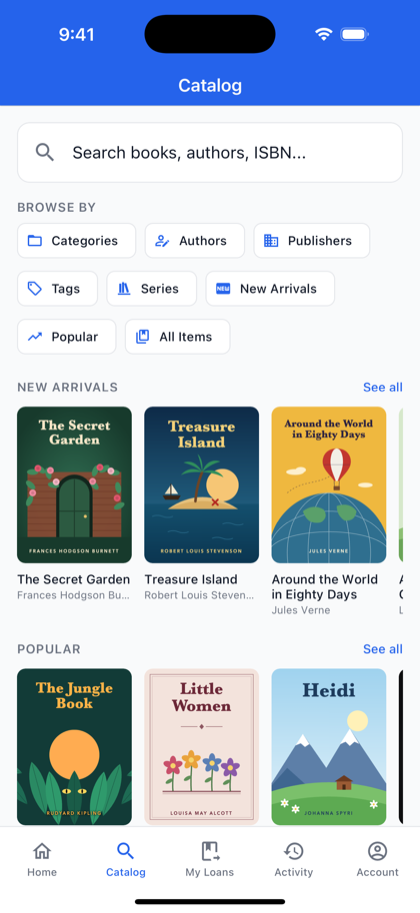 9:41
Catalog
Search books, authors, ISBN...
BROWSE BY
Categories
Authors
Publishers
Tags
Series
NEW
New Arrivals
Popular
All Items
NEW ARRIVALS
See all
The Secret
Garden
FRANCES HODGSON BURNETT
Treasure
Island
ROBERT LOUIS STEVENSON
Around the World
in Eighty Days
JULES VERNE
The Secret Garden
Frances Hodgson Bu...
Treasure Island
Robert Louis Steven...
Around the World
in Eighty Days
Jules Verne
POPULAR
See all
The Jungle
Book
RUDYARD KIPLING
Little
Women
LOUISA MAY ALCOTT
Heidi
JOHANNA SPYRI
Home
Catalog
My Loans
Activity
Account